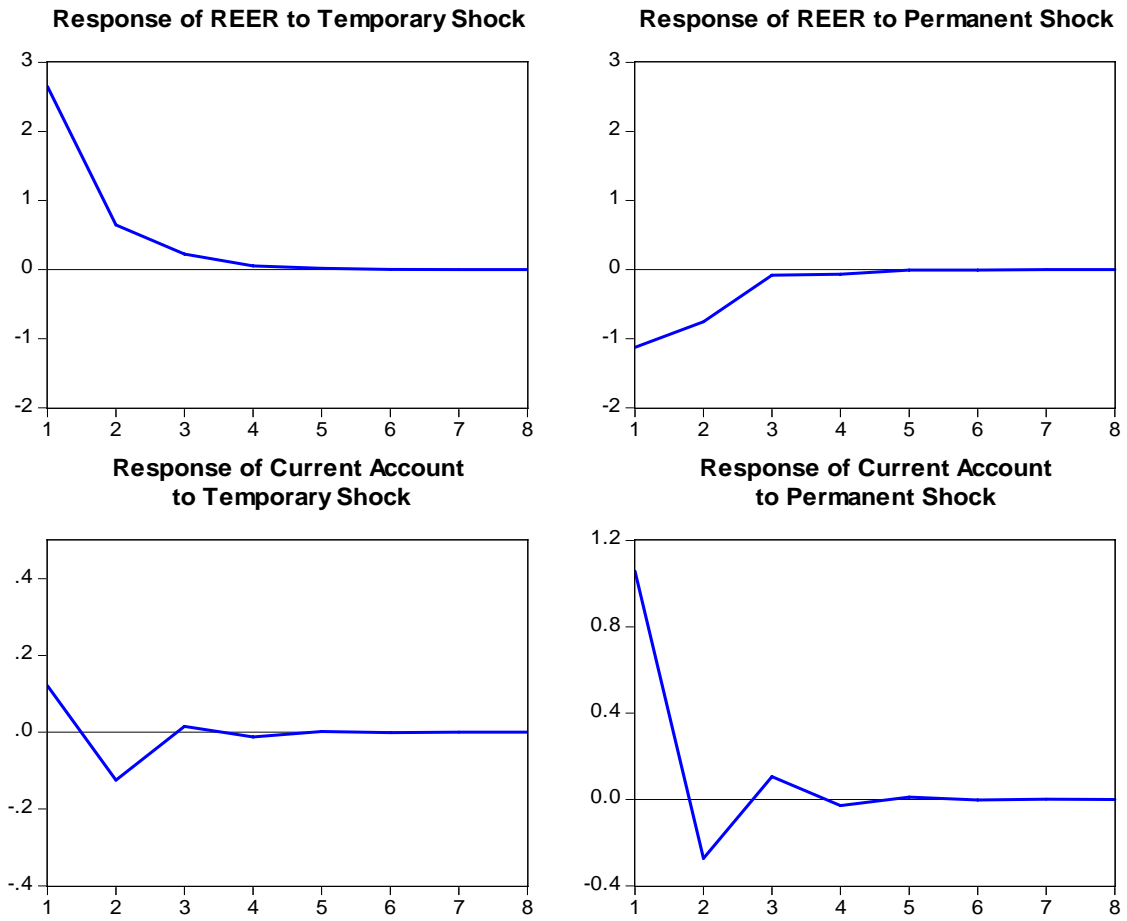 Response of REER to Temporary Shock
3
2
1
0
-1
-2
1 2 3 4 5 6 7 8
Response of REER to Permanent Shock
3
2
1
0
-1
-2
1 2 3 4 5 6 7 8
Response of Current Account
to Temporary Shock
.4
.2
.0
-.2
-.4
1 2 3 4 5 6 7 8
Response of Current Account
to Permanent Shock
1.2
0.8
0.4
0.0
-0.4
1 2 3 4 5 6 7 8